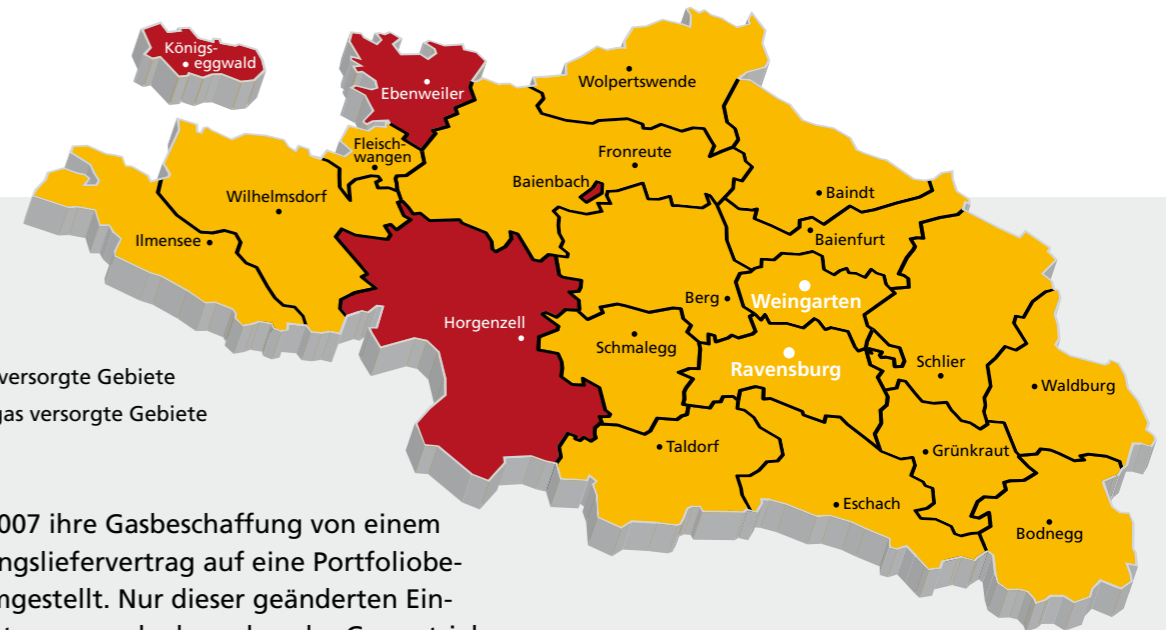 Königs-
eggwald
Ebenweiler
Wolpertswende
Fleisch-
wangen
Fronreute
Baienbach
Wilhelmsdorf
Baindt
Ilmensee
Baienfurt
Berg
Weingarten
Horgenzell
Schmalegg
Ravensburg
Schlier
Waldburg
versorgte Gebiete
gas versorgte Gebiete
Taldorf
Grünkraut
Eschach
Bodnegg
007 ihre Gasbeschaffung von einem
ngsliefervertrag auf eine Portfoliobe-
ngestellt. Nur dieser geänderten Ein-